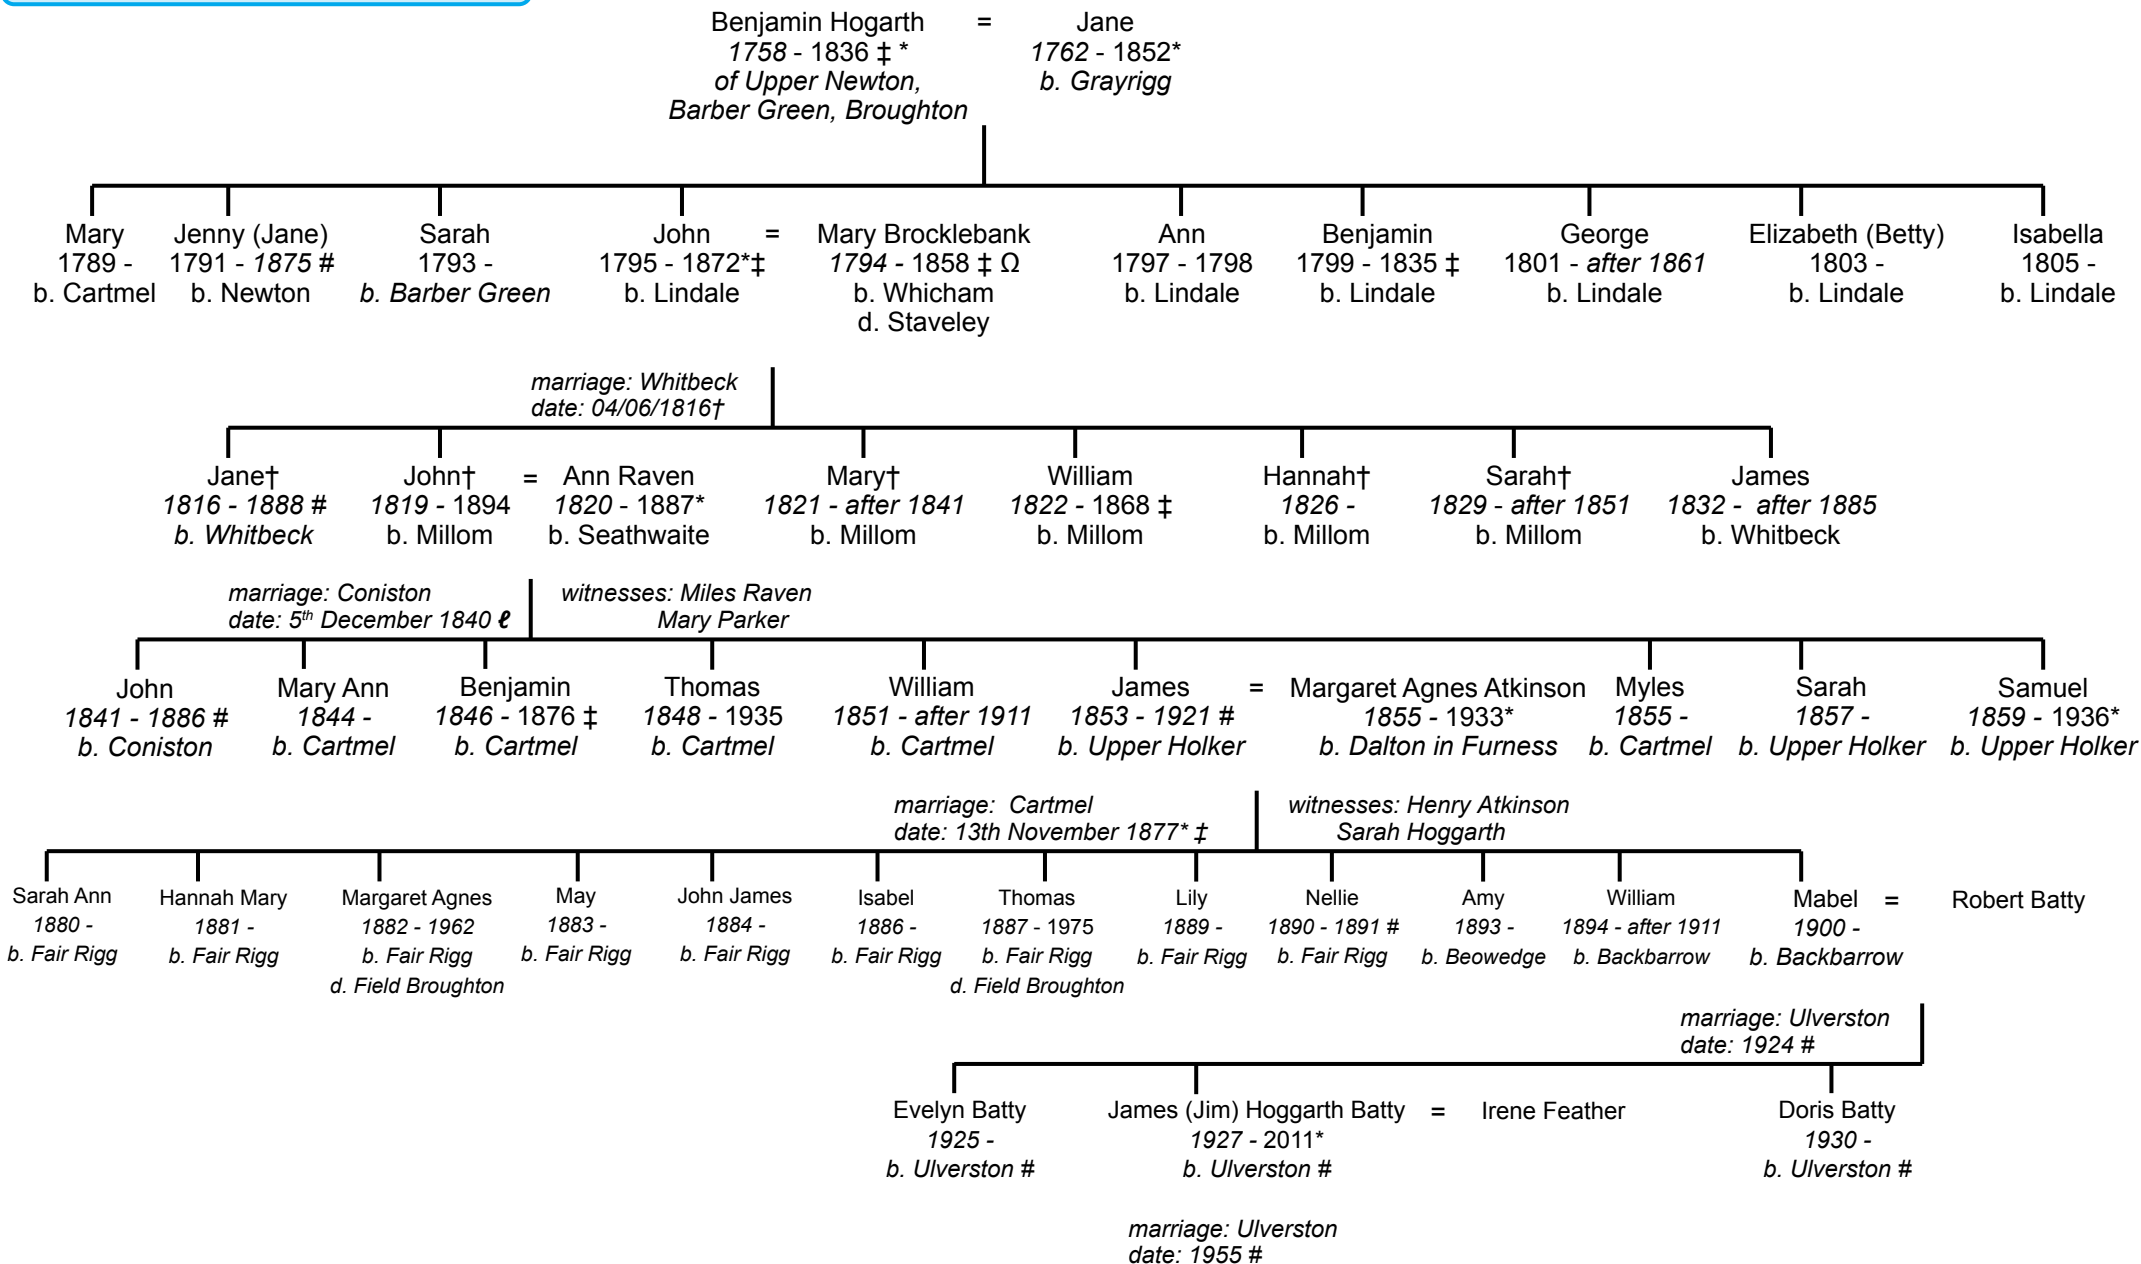 Benjamin Hogarth = Jane
1758 - 1836 ‡ * 1762 - 1852*
of Upper Newton, b. Grayrigg
Barber Green, Broughton
Mary Jenny (Jane) Sarah John = Mary Brocklebank Ann Benjamin George Elizabeth (Betty) Isabella
1789 - 1791 - 1875 # 1793 - 1795 - 1872*‡ 1794 - 1858 ‡ Ω 1797 - 1798 1799 - 1835 ‡ 1801 - after 1861 1803 - 1805 -
b. Cartmel b. Newton b. Barber Green b. Lindale b. Whicham b. Lindale b. Lindale b. Lindale b. Lindale b. Lindale
d. Staveley
marriage: Whitbeck
date: 04/06/1816†
Jane† John† = Ann Raven Mary† William Hannah† Sarah† James
1816 - 1888 # 1819 - 1894 1820 - 1887* 1821 - after 1841 1822 - 1868 ‡ 1826 - 1829 - after 1851 1832 - after 1885
b. Whitbeck b. Millom b. Seathwaite b. Millom b. Millom b. Millom b. Millom b. Whitbeck
marriage: Coniston witnesses: Miles Raven
date: 5th December 1840 ℓ Mary Parker
John Mary Ann Benjamin Thomas William James = Margaret Agnes Atkinson Myles Sarah Samuel
1841 - 1886 # 1844 - 1846 - 1876 ‡ 1848 - 1935 1851 - after 1911 1853 - 1921 # 1855 - 1933* 1855 - 1857 - 1859 - 1936*
b. Coniston b. Cartmel b. Cartmel b. Cartmel b. Cartmel b. Upper Holker b. Dalton in Furness b. Cartmel b. Upper Holker b. Upper Holker
marriage: Cartmel witnesses: Henry Atkinson
date: 13th November 1877* ‡ Sarah Hoggarth
Sarah Ann Hannah Mary Margaret Agnes May John James Isabel Thomas Lily Nellie Amy William Mabel = Robert Batty
1880 - 1881 - 1882 - 1962 1883 - 1884 - 1886 - 1887 - 1975 1889 - 1890 - 1891 # 1893 - 1894 - after 1911 1900 -
b. Fair Rigg b. Fair Rigg b. Fair Rigg b. Fair Rigg b. Fair Rigg b. Fair Rigg b. Fair Rigg b. Fair Rigg b. Fair Rigg b. Beowedge b. Backbarrow b. Backbarrow
d. Field Broughton d. Field Broughton
marriage: Ulverston
date: 1924 #
Evelyn Batty James (Jim) Hoggarth Batty = Irene Feather Doris Batty
1925 - 1927 - 2011* 1930 -
b. Ulverston # b. Ulverston # b. Ulverston #
marriage: Ulverston
date: 1955 #